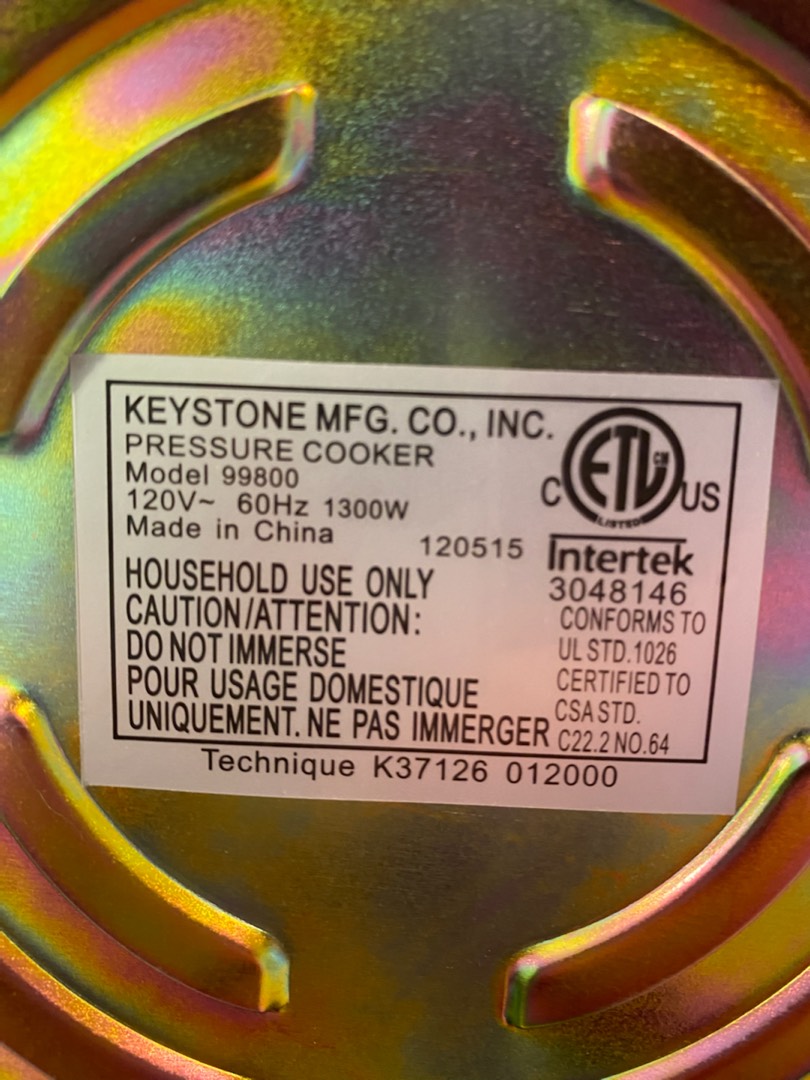 KEYSTONE MFG. CO., INC.
PRESSURE COOKER
Model 99800
120V~ 60Hz 1300W
Made in China
120515
HOUSEHOLD USE ONLY
CAUTION/ATTENTION:
DO NOT IMMERSE
POUR USAGE DOMESTIQUE
UNIQUEMENT. NE PAS IMMERGER
C ETL CM US
LISTED
Intertek
3048146
CONFORMS TO
UL STD.1026
CERTIFIED TO
CSA STD.
C22.2 NO.64
Technique K37126 012000